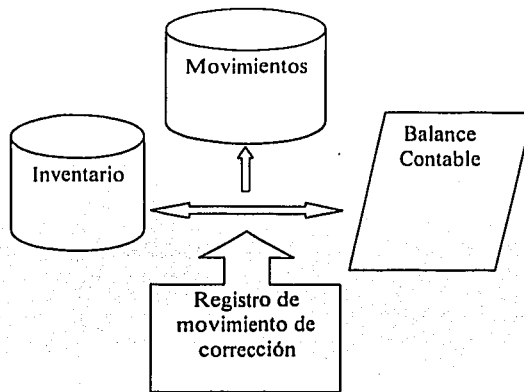 Movimientos
Inventario
Balance
Contable
Registro de
movimiento de
corrección